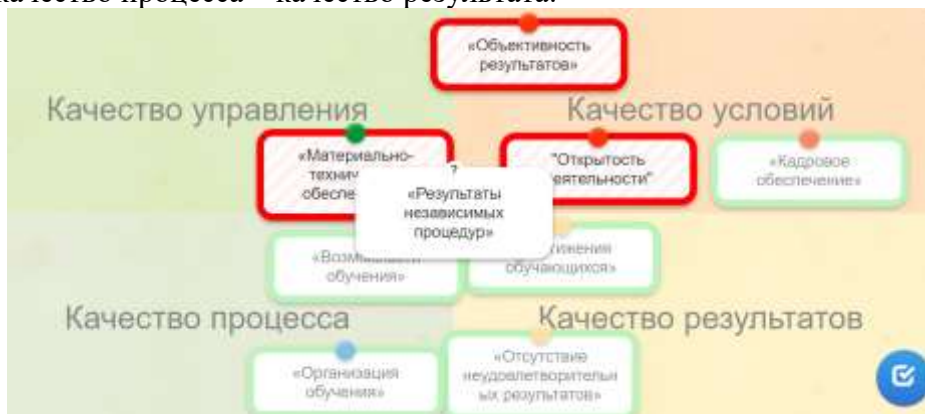 качество процесса – качество результата.
«Объективность
результатов»
Качество управления
Качество условий
«Материально-
"Открытость
«Кадровое
обеспечение»
?
«Результаты
независимых
процедур»
обучения»
обучающихся»
Качество процесса
Качество результатов
«Организация
обучения»
«Отсутствие
неудовлетворительн
ых результатов»